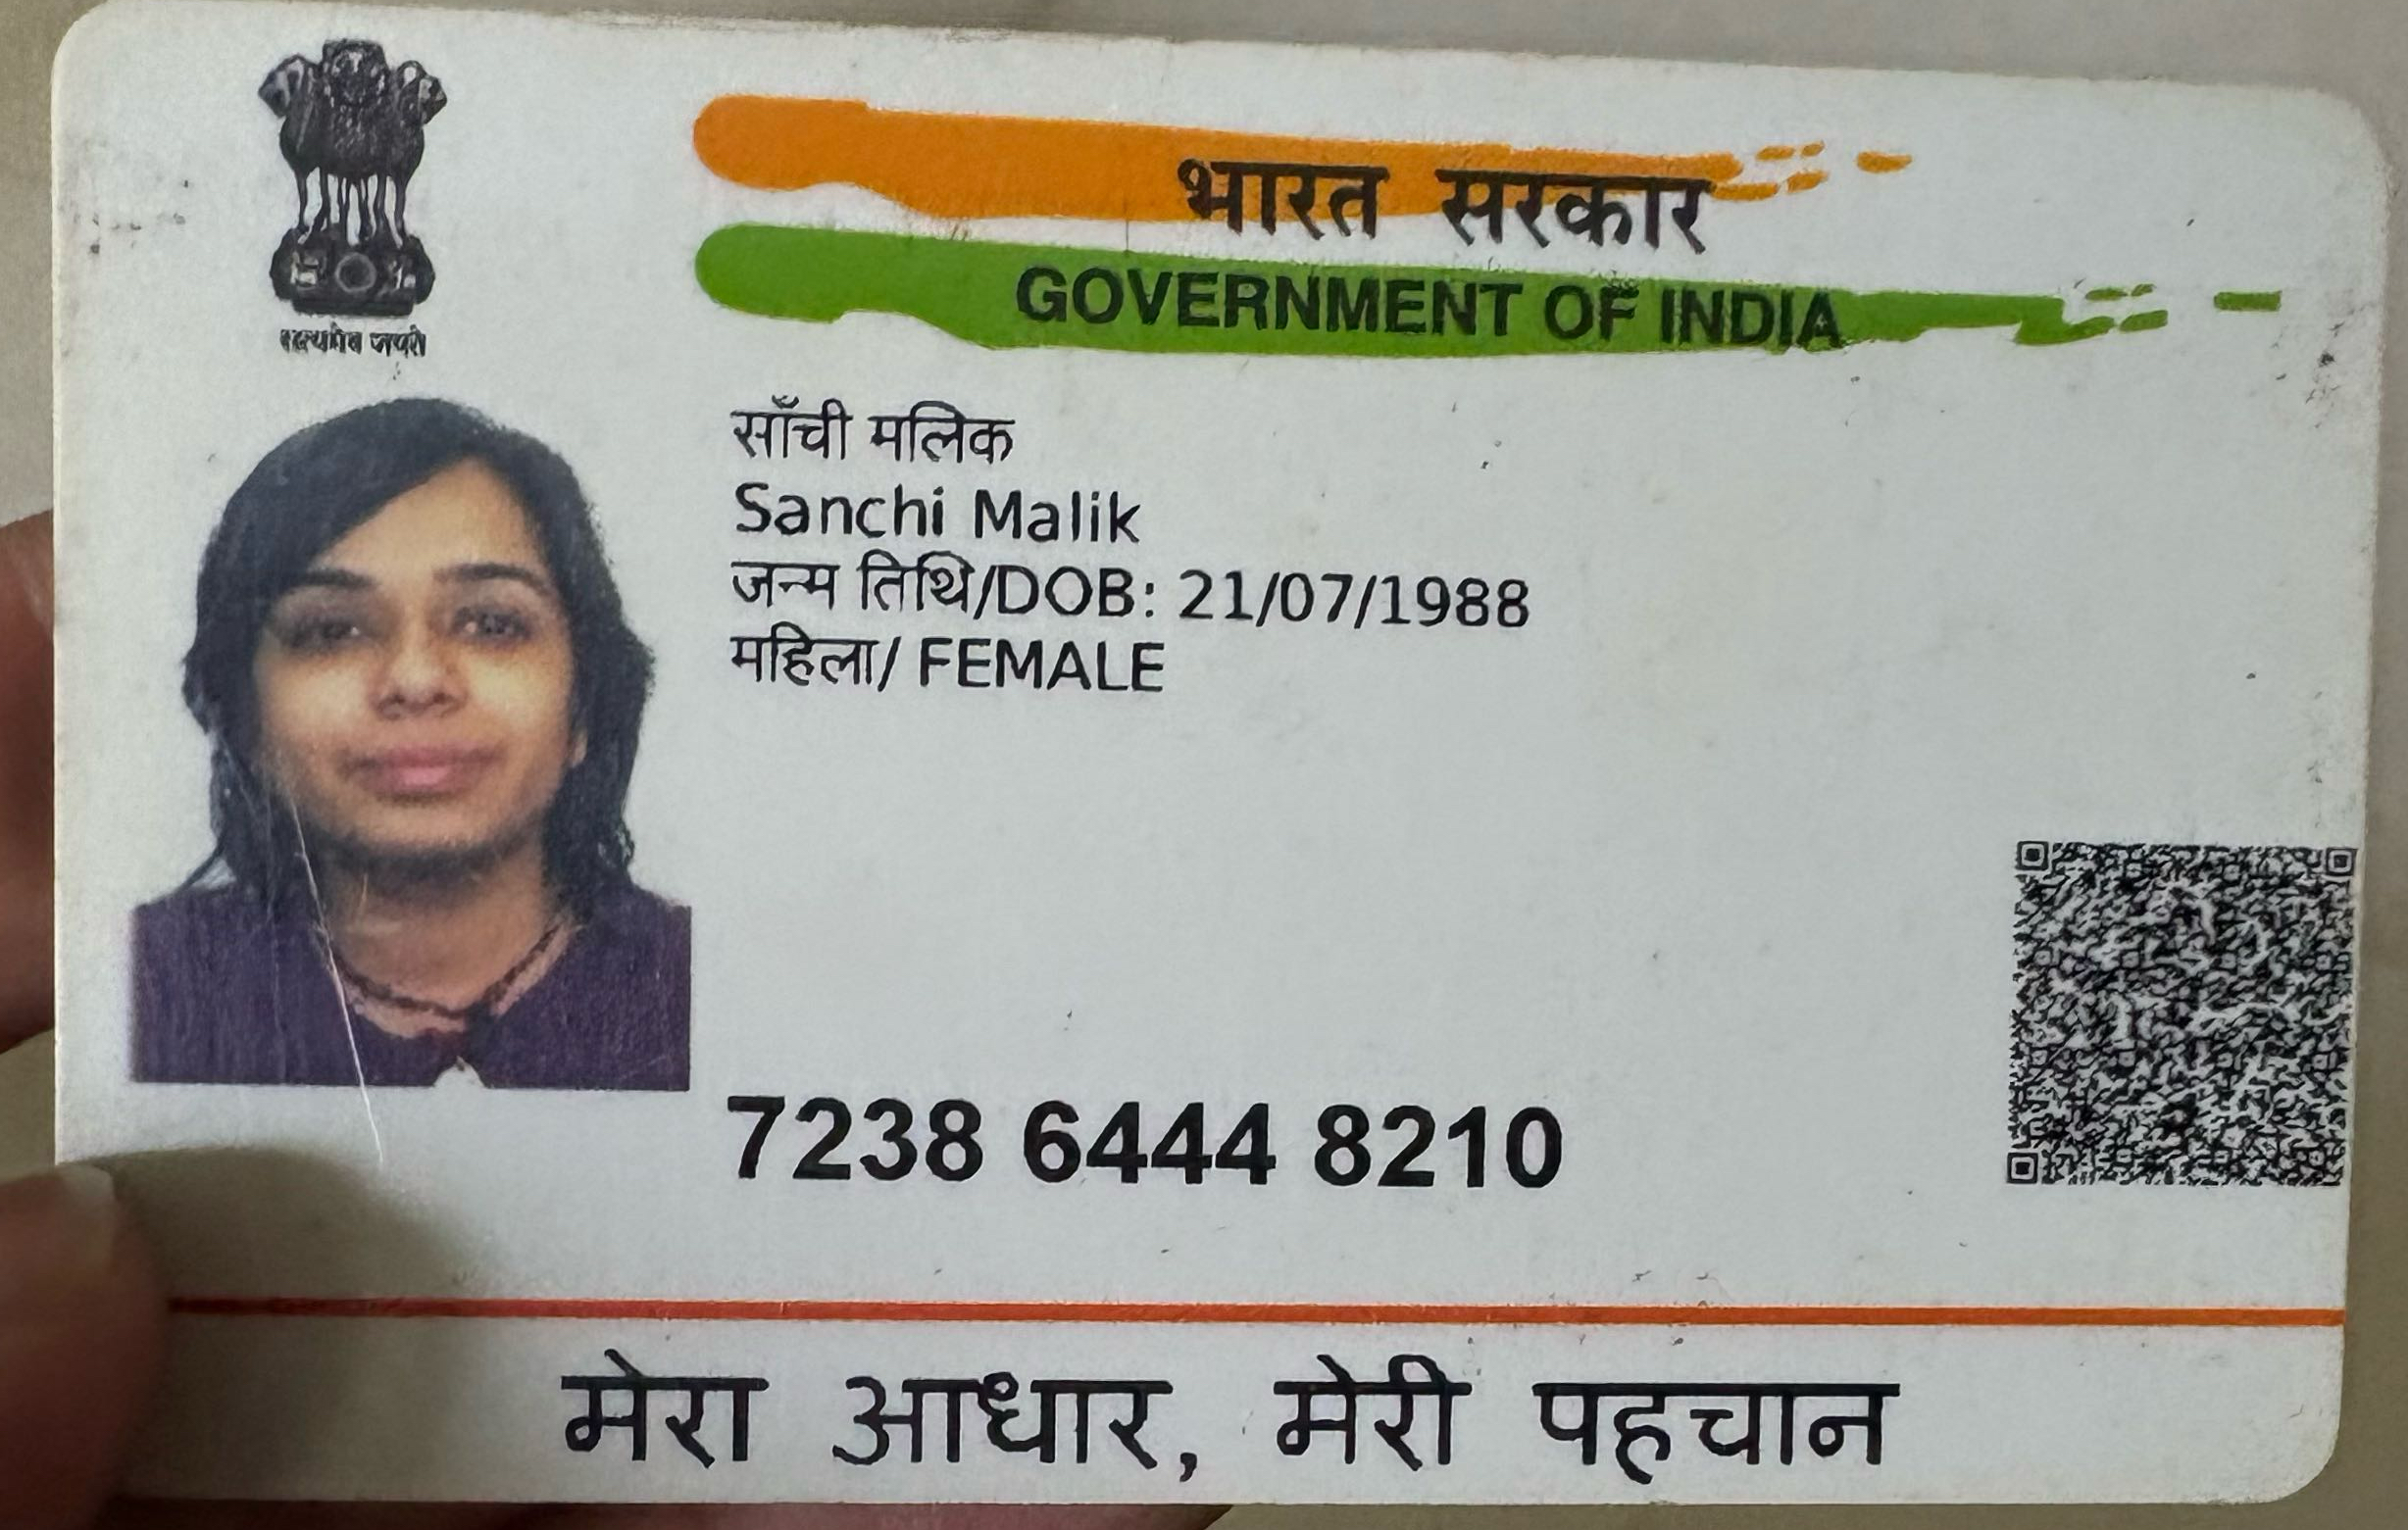 भारत सरकार
GOVERNMENT OF INDIA
साँची मलिक
Sanchi Malik
जन्म तिथि/DOB: 21/07/1988
महिला/ FEMALE
7238 6444 8210
मेरा आधार, मेरी पहचान